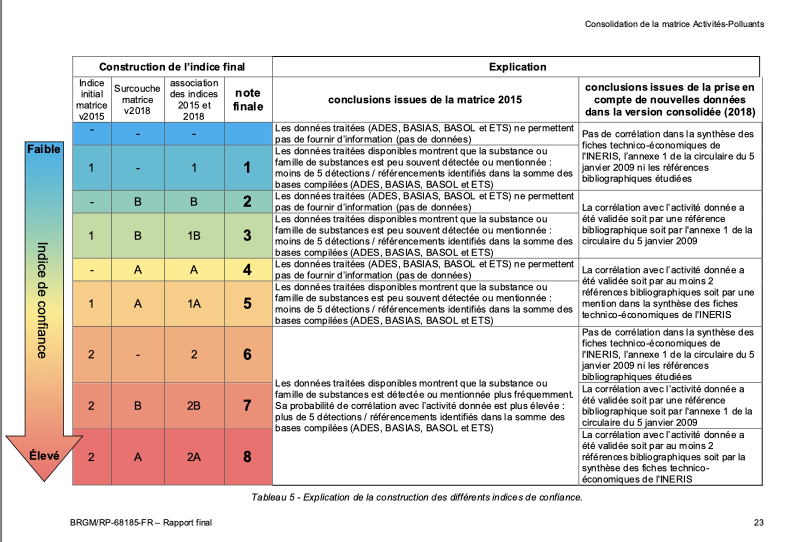 Consolidation de la matrice Activités-Polluants
Construction de l'indice final
Explication
Indice
initial
matrice
v2015
Surcouche
matrice
v2018
association
des indices
2015 et
2018
note
finale
conclusions issues de la matrice 2015
conclusions issues de la prise en
compte de nouvelles données
dans la version consolidée (2018)
Faible
Indice de confiance
Élevé
- - -
Les données traitées (ADES, BASIAS, BASOL et ETS) ne permettent
pas de fournir d'information (pas de données)
Pas de corrélation dans la synthèse des
fiches technico-économiques de
l'INERIS, l'annexe 1 de la circulaire du 5
janvier 2009 ni les références
bibliographiques étudiées
1 - 1 1
Les données traitées disponibles montrent que la substance ou
famille de substances est peu souvent détectée ou mentionnée :
moins de 5 détections / référencements identifiés dans la somme des
bases compilées (ADES, BASIAS, BASOL et ETS)
- B B 2
Les données traitées (ADES, BASIAS, BASOL et ETS) ne permettent
pas de fournir d'information (pas de données)
La corrélation avec l'activité donnée a
été validée soit par une référence
bibliographique soit par l'annexe 1 de la
circulaire du 5 janvier 2009
1 B 1B 3
Les données traitées disponibles montrent que la substance ou
famille de substances est peu souvent détectée ou mentionnée :
moins de 5 détections / référencements identifiés dans la somme des
bases compilées (ADES, BASIAS, BASOL et ETS)
- A A 4
Les données traitées (ADES, BASIAS, BASOL et ETS) ne permettent
pas de fournir d'information (pas de données)
La corrélation avec l'activité donnée a
été validée soit par au moins 2
références bibliographiques soit par une
mention dans la synthèse des fiches
technico-économiques de l'INERIS
1 A 1A 5
Les données traitées disponibles montrent que la substance ou
famille de substances est peu souvent détectée ou mentionnée :
moins de 5 détections / référencements identifiés dans la somme des
bases compilées (ADES, BASIAS, BASOL et ETS)
2 - 2 6
Les données traitées disponibles montrent que la substance ou
famille de substances est détectée ou mentionnée plus fréquemment.
Sa probabilité de corrélation avec l'activité donnée est plus élevée :
plus de 5 détections / référencements identifiés dans la somme des
bases compilées (ADES, BASIAS, BASOL et ETS)
Pas de corrélation dans la synthèse des
fiches technico-économiques de
l'INERIS, l'annexe 1 de la circulaire du 5
janvier 2009 ni les références
bibliographiques étudiées
2 B 2B 7
La corrélation avec l'activité donnée a
été validée soit par une référence
bibliographique soit par l'annexe 1 de la
circulaire du 5 janvier 2009
2 A 2A 8
La corrélation avec l'activité donnée a
été validée soit par au moins 2
références bibliographiques soit par la
synthèse des fiches technico-
économiques de l'INERIS
Tableau 5 - Explication de la construction des différents indices de confiance.
BRGM/RP-68185-FR – Rapport final
23